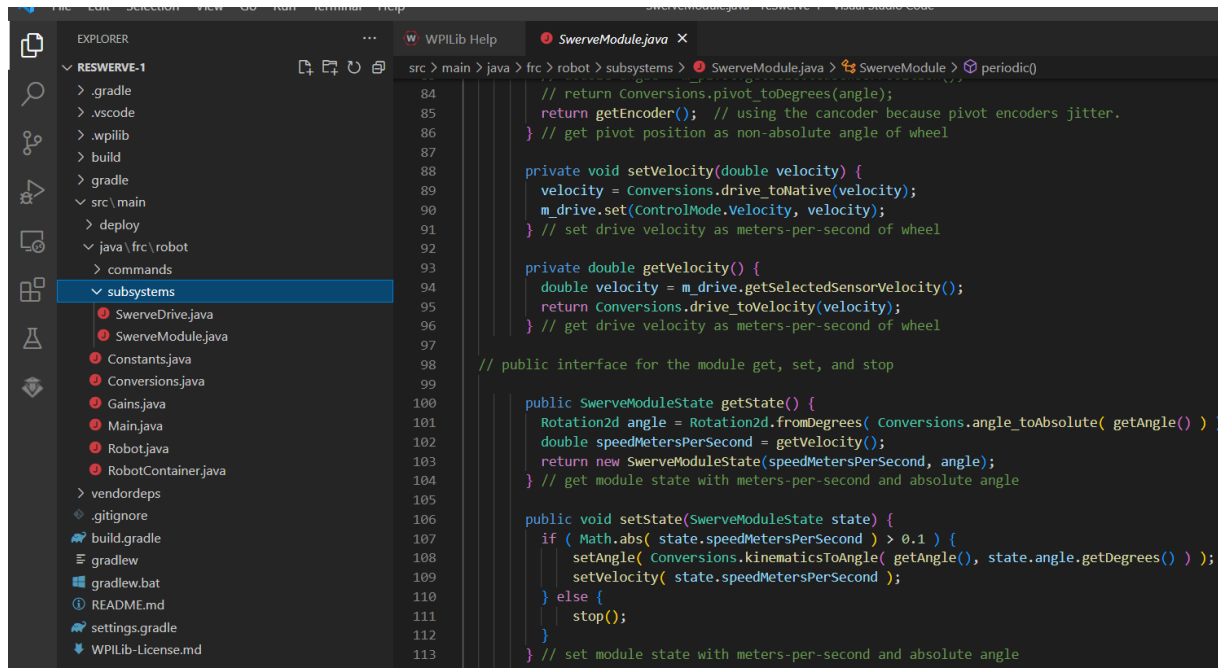 File Edit Selection View Go Run Terminal Help
SwerveModule.java - reSwerve-1 - Visual Studio Code
EXPLORER
RESWERVE-1
.gradle
.vscode
.wpilib
build
gradle
src\main
deploy
java\frc\robot
commands
subsystems
SwerveDrive.java
SwerveModule.java
Constants.java
Conversions.java
Gains.java
Main.java
Robot.java
RobotContainer.java
vendordeps
.gitignore
build.gradle
gradlew
gradlew.bat
README.md
settings.gradle
WPILib-License.md
WPILib Help
SwerveModule.java
src > main > java > frc > robot > subsystems > SwerveModule.java > SwerveModule > periodic()
84 // return Conversions.pivot_toDegrees(angle);
85 return getEncoder(); // using the cancoder because pivot encoders jitter.
86 } // get pivot position as non-absolute angle of wheel
87
88 private void setVelocity(double velocity) {
89 velocity = Conversions.drive_toNative(velocity);
90 m_drive.set(ControlMode.Velocity, velocity);
91 } // set drive velocity as meters-per-second of wheel
92
93 private double getVelocity() {
94 double velocity = m_drive.getSelectedSensorVelocity();
95 return Conversions.drive_toVelocity(velocity);
96 } // get drive velocity as meters-per-second of wheel
97
98 // public interface for the module get, set, and stop
99
100 public SwerveModuleState getState() {
101 Rotation2d angle = Rotation2d.fromDegrees( Conversions.angle_toAbsolute( getAngle() ) )
102 double speedMetersPerSecond = getVelocity();
103 return new SwerveModuleState(speedMetersPerSecond, angle);
104 } // get module state with meters-per-second and absolute angle
105
106 public void setState(SwerveModuleState state) {
107 if ( Math.abs( state.speedMetersPerSecond ) > 0.1 ) {
108 setAngle( Conversions.kinematicsToAngle( getAngle(), state.angle.getDegrees() ) );
109 setVelocity( state.speedMetersPerSecond );
110 } else {
111 stop();
112 }
113 } // set module state with meters-per-second and absolute angle